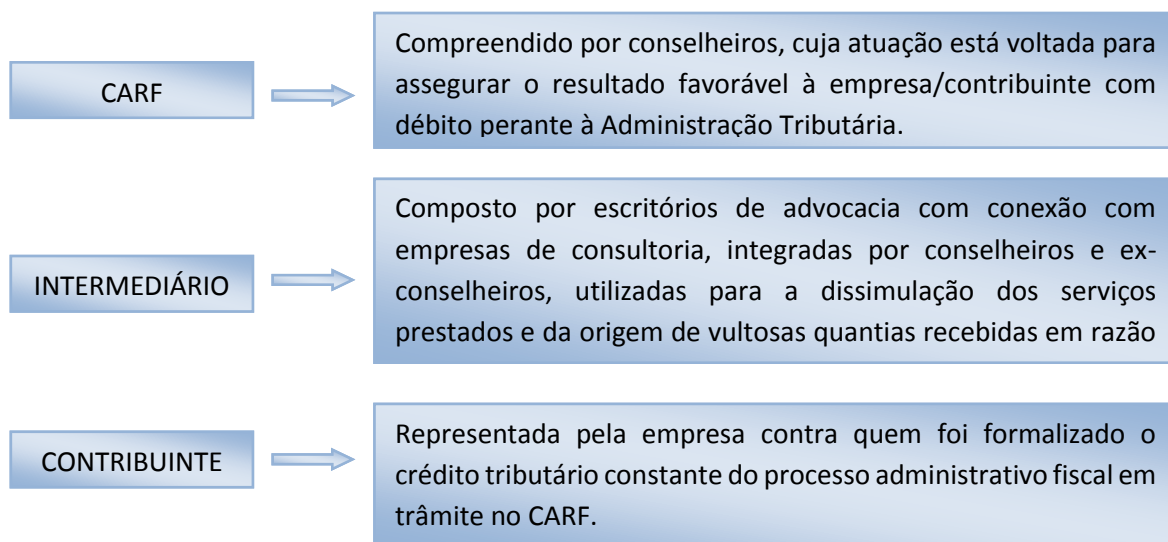 CARF
Compreendido por conselheiros, cuja atuação está voltada para
assegurar o resultado favorável à empresa/contribuinte com
débito perante à Administração Tributária.
INTERMEDIÁRIO
Composto por escritórios de advocacia com conexão com
empresas de consultoria, integradas por conselheiros e ex-
conselheiros, utilizadas para a dissimulação dos serviços
prestados e da origem de vultosas quantias recebidas em razão
CONTRIBUINTE
Representada pela empresa contra quem foi formalizado o
crédito tributário constante do processo administrativo fiscal em
trâmite no CARF.